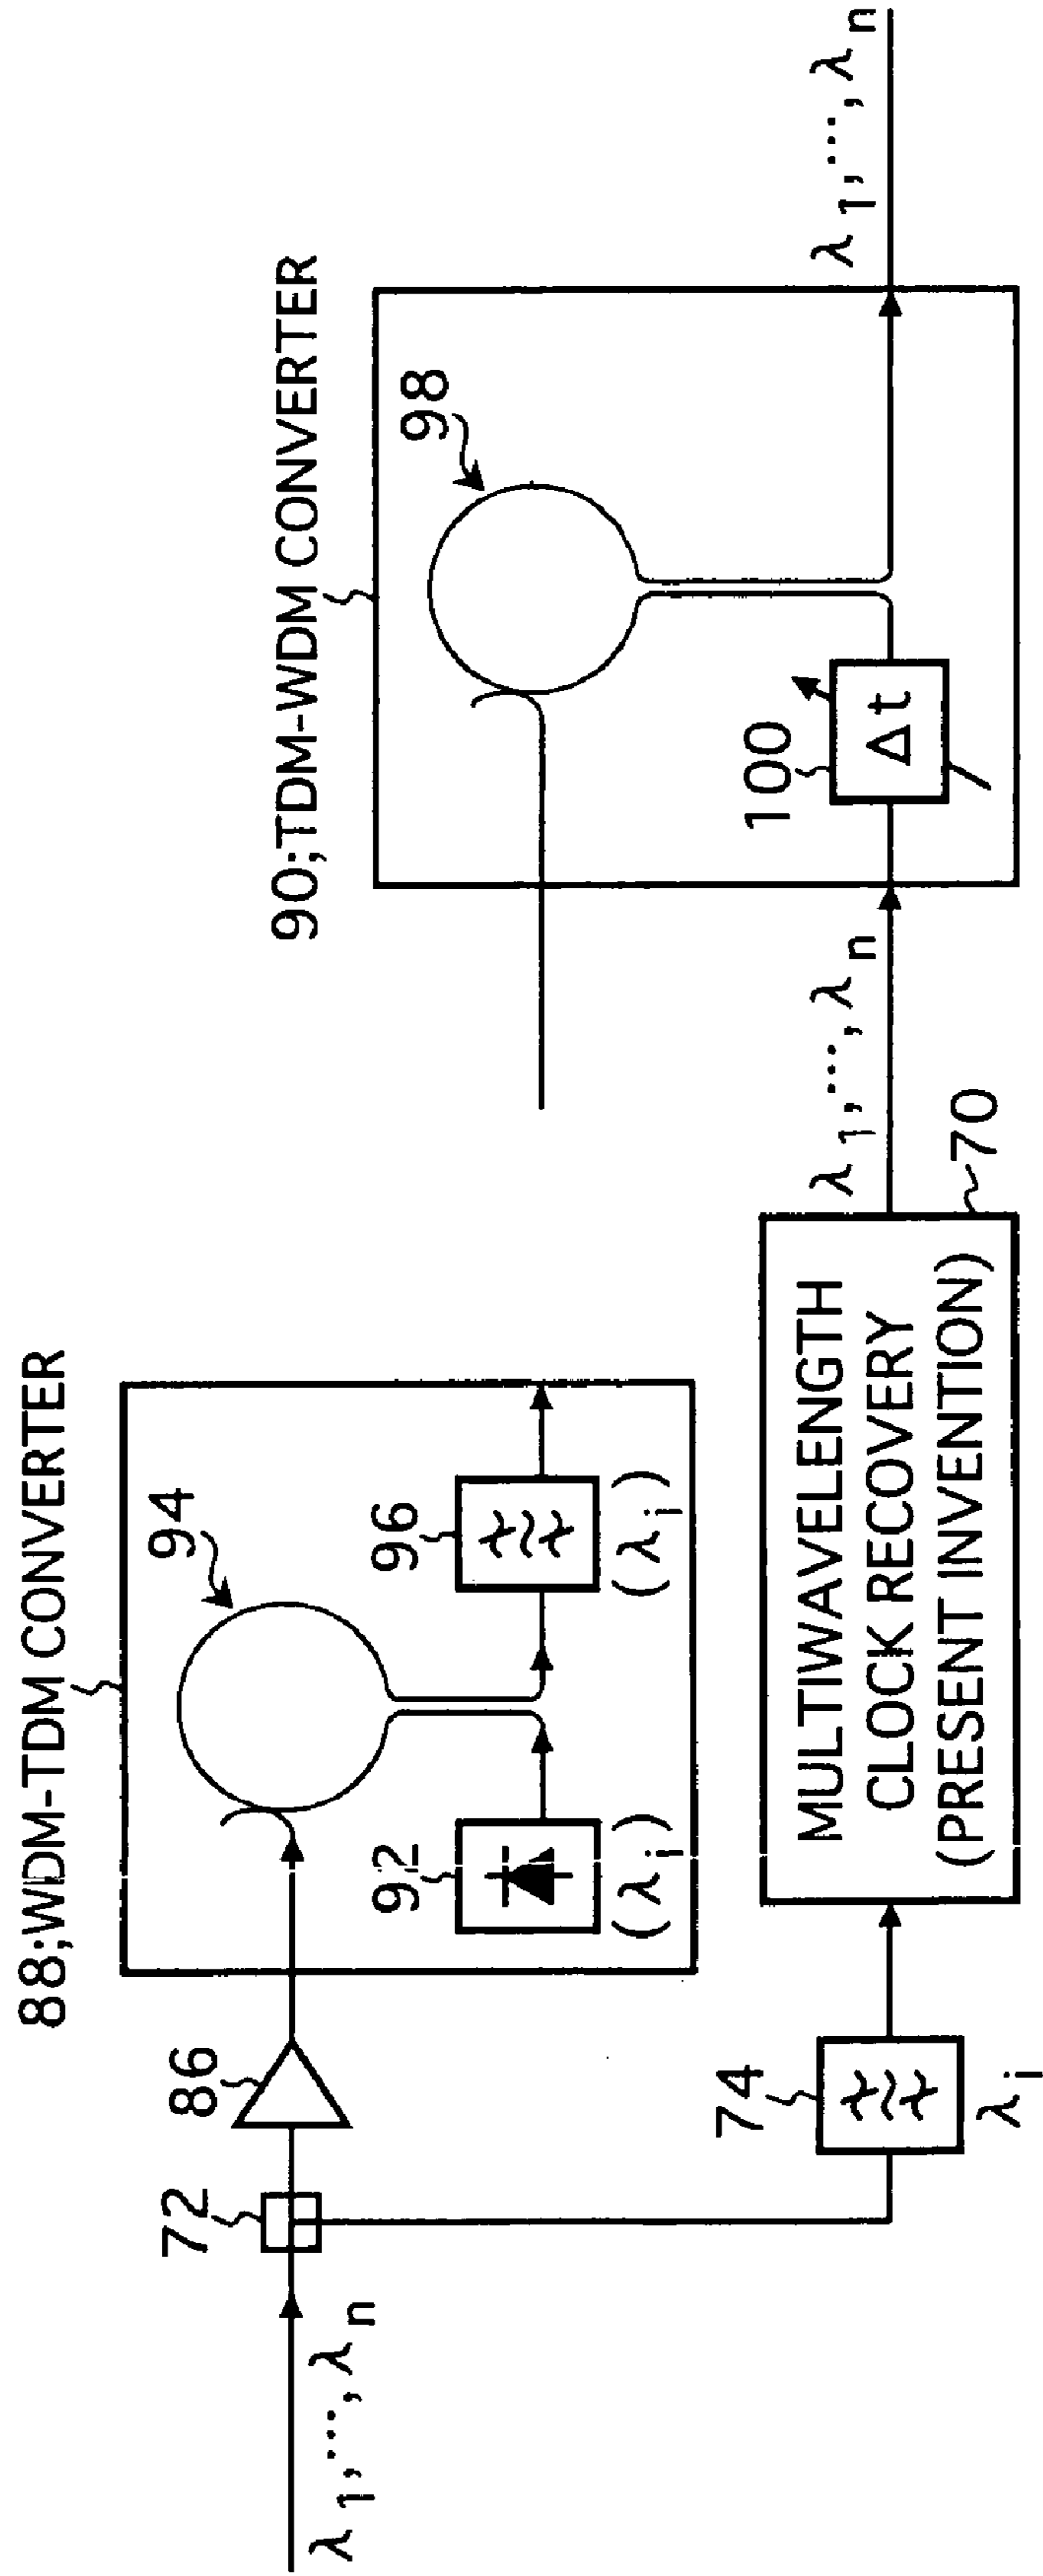 88;WDM-TDM CONVERTER
94
96
(λi)
92
(λi)
86
72
λ1,···,λn
74
λi
MULTIWAVELENGTH
CLOCK RECOVERY
(PRESENT INVENTION)
70
λ1,···,λn
90;TDM-WDM CONVERTER
98
100
Δt
λ1,···,λn